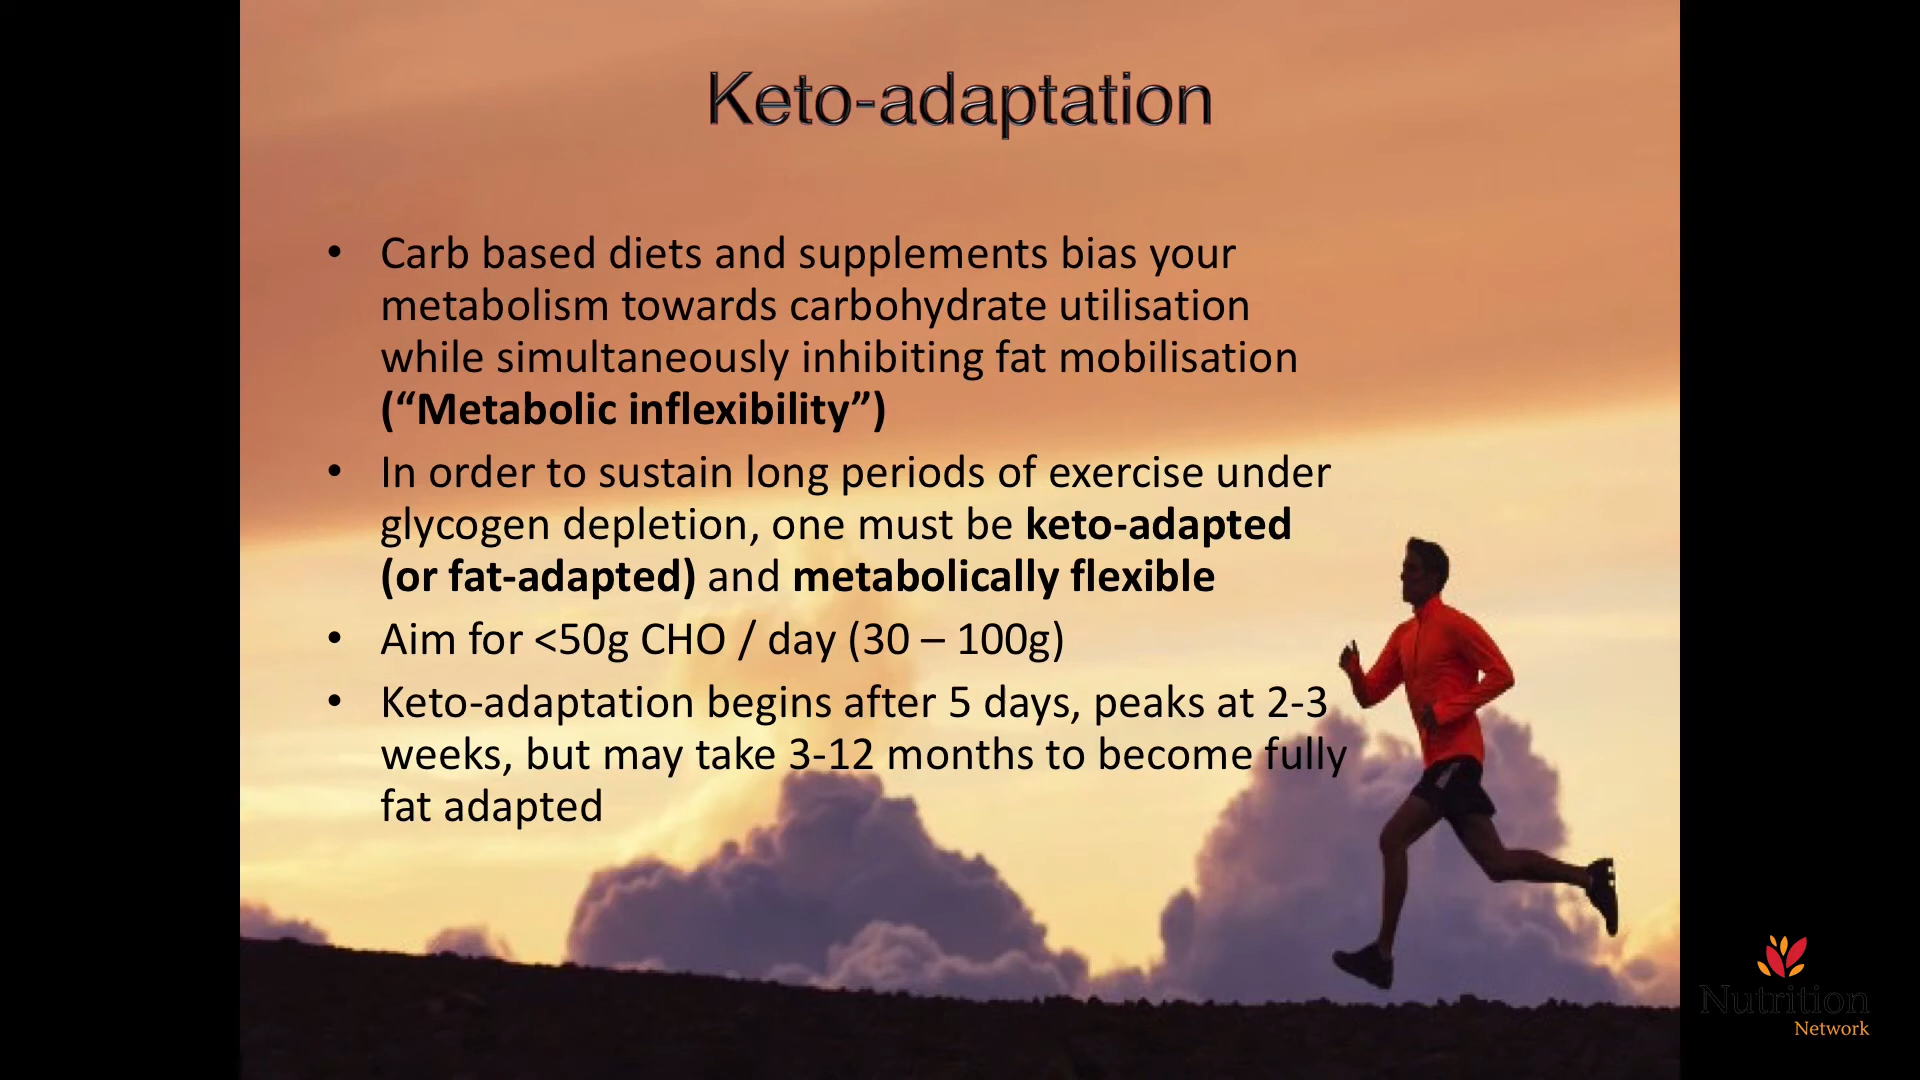 Keto-adaptation
• Carb based diets and supplements bias your
metabolism towards carbohydrate utilisation
while simultaneously inhibiting fat mobilisation
(“Metabolic inflexibility”)
• In order to sustain long periods of exercise under
glycogen depletion, one must be keto-adapted
(or fat-adapted) and metabolically flexible
• Aim for <50g CHO / day (30 – 100g)
• Keto-adaptation begins after 5 days, peaks at 2-3
weeks, but may take 3-12 months to become fully
fat adapted
Nutrition
Network